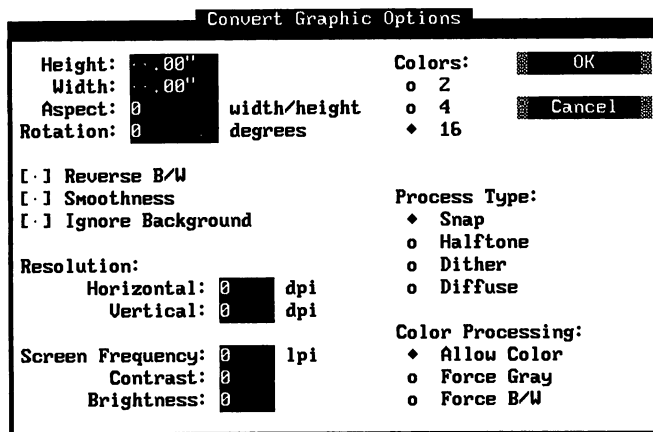 Convert Graphic Options
Height: ··.00"
Width: ··.00"
Aspect: 0 width/height
Rotation: 0 degrees
[·] Reverse B/W
[·] Smoothness
[·] Ignore Background
Resolution:
Horizontal: 0 dpi
Vertical: 0 dpi
Screen Frequency: 0 lpi
Contrast: 0
Brightness: 0
Colors:
o 2
o 4
♦ 16
OK
Cancel
Process Type:
♦ Snap
o Halftone
o Dither
o Diffuse
Color Processing:
♦ Allow Color
o Force Gray
o Force B/W